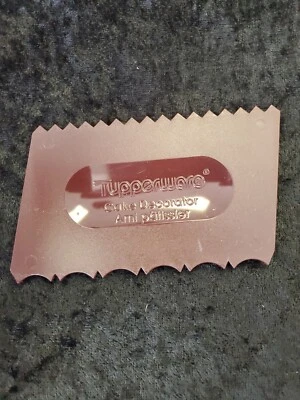 Tupperware®
Cake Decorator
Ami pâtissier